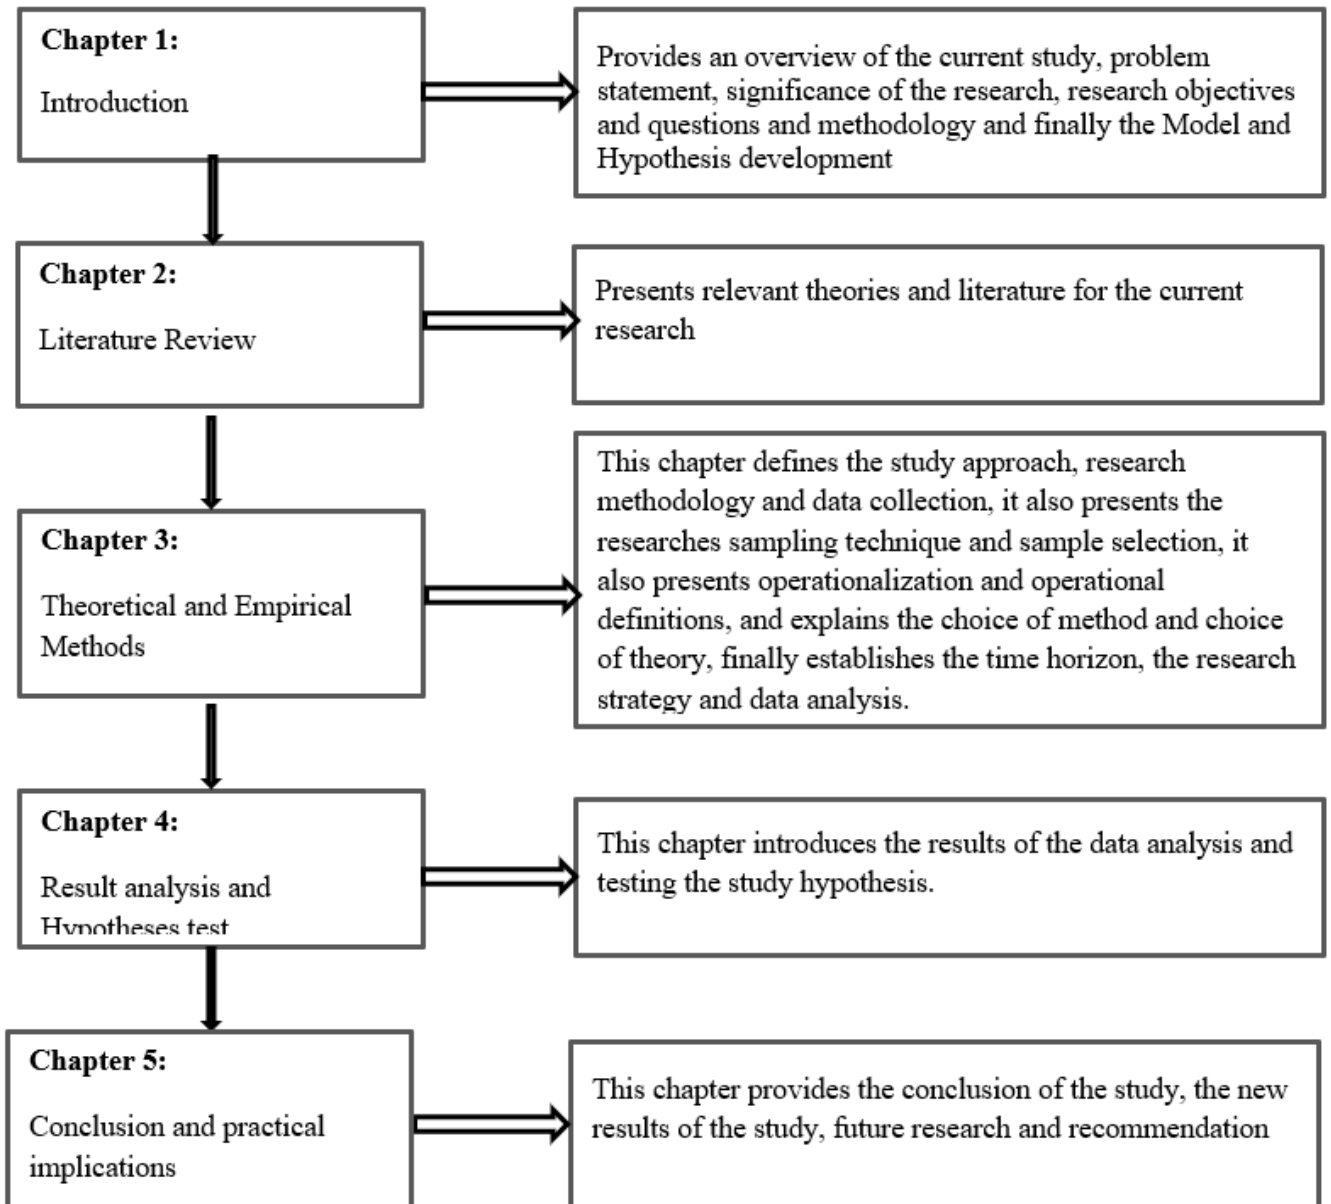 Chapter 1:
Introduction
Provides an overview of the current study, problem
statement, significance of the research, research objectives
and questions and methodology and finally the Model and
Hypothesis development
Chapter 2:
Literature Review
Presents relevant theories and literature for the current
research
Chapter 3:
Theoretical and Empirical
Methods
This chapter defines the study approach, research
methodology and data collection, it also presents the
researches sampling technique and sample selection, it
also presents operationalization and operational
definitions, and explains the choice of method and choice
of theory, finally establishes the time horizon, the research
strategy and data analysis.
Chapter 4:
Result analysis and
Hypotheses test
This chapter introduces the results of the data analysis and
testing the study hypothesis.
Chapter 5:
Conclusion and practical
implications
This chapter provides the conclusion of the study, the new
results of the study, future research and recommendation